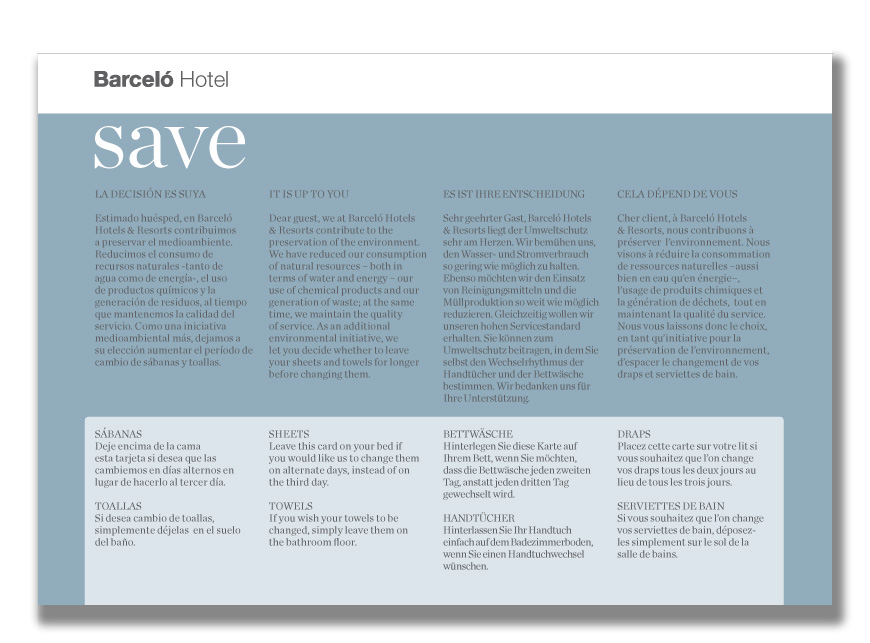 Barceló Hotel
save
LA DECISIÓN ES SUYA
Estimado huésped, en Barceló
Hotels & Resorts contribuimos
a preservar el medioambiente.
Reducimos el consumo de
recursos naturales -tanto de
agua como de energía-, el uso
de productos químicos y la
generación de residuos, al tiempo
que mantenemos la calidad del
servicio. Como una iniciativa
medioambiental más, dejamos a
su elección aumentar el período de
cambio de sábanas y toallas.
IT IS UP TO YOU
Dear guest, we at Barceló Hotels
& Resorts contribute to the
preservation of the environment.
We have reduced our consumption
of natural resources – both in
terms of water and energy – our
use of chemical products and our
generation of waste; at the same
time, we maintain the quality
of service. As an additional
environmental initiative, we
let you decide whether to leave
your sheets and towels for longer
before changing them.
ES IST IHRE ENTSCHEIDUNG
Sehr geehrter Gast, Barceló Hotels
& Resorts liegt der Umweltschutz
sehr am Herzen. Wir bemühen uns,
den Wasser- und Stromverbrauch
so gering wie möglich zu halten.
Ebenso möchten wir den Einsatz
von Reinigungsmitteln und die
Müllproduktion so weit wie möglich
reduzieren. Gleichzeitig wollen wir
unseren hohen Servicestandard
erhalten. Sie können zum
Umweltschutz beitragen, in dem Sie
selbst den Wechselrhythmus der
Handtücher und der Bettwäsche
bestimmen. Wir bedanken uns für
Ihre Unterstützung.
CELA DÉPEND DE VOUS
Cher client, à Barceló Hotels
& Resorts, nous contribuons à
préserver l'environnement. Nous
visons à réduire la consommation
de ressources naturelles –aussi
bien en eau qu'en énergie–,
l'usage de produits chimiques et
la génération de déchets, tout en
maintenant la qualité du service.
Nous vous laissons donc le choix,
en tant qu'initiative pour la
préservation de l'environnement,
d'espacer le changement de vos
draps et serviettes de bain.
SÁBANAS
Deje encima de la cama
esta tarjeta si desea que las
cambiemos en días alternos en
lugar de hacerlo al tercer día.
TOALLAS
Si desea cambio de toallas,
simplemente déjelas en el suelo
del baño.
SHEETS
Leave this card on your bed if
you would like us to change them
on alternate days, instead of on
the third day.
TOWELS
If you wish your towels to be
changed, simply leave them on
the bathroom floor.
BETTWÄSCHE
Hinterlegen Sie diese Karte auf
Ihrem Bett, wenn Sie möchten,
dass die Bettwäsche jeden zweiten
Tag, anstatt jeden dritten Tag
gewechselt wird.
HANDTÜCHER
Hinterlassen Sie Ihr Handtuch
einfach auf dem Badezimmerboden,
wenn Sie einen Handtuchwechsel
wünschen.
DRAPS
Placez cette carte sur votre lit si
vous souhaitez que l'on change
vos draps tous les deux jours au
lieu de tous les trois jours.
SERVIETTES DE BAIN
Si vous souhaitez que l'on change
vos serviettes de bain, déposez-
les simplement sur le sol de la
salle de bains.